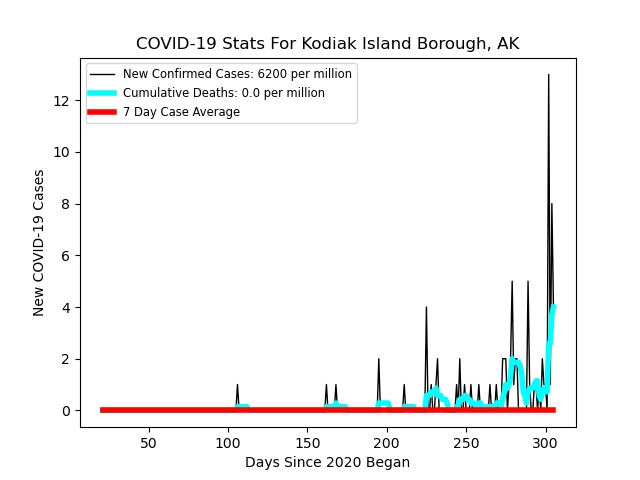 COVID-19 Stats For Kodiak Island Borough, AK
New Confirmed Cases: 6200 per million
Cumulative Deaths: 0.0 per million
7 Day Case Average
New COVID-19 Cases
12
10
8
6
4
2
0
50 100 150 200 250 300
Days Since 2020 Began